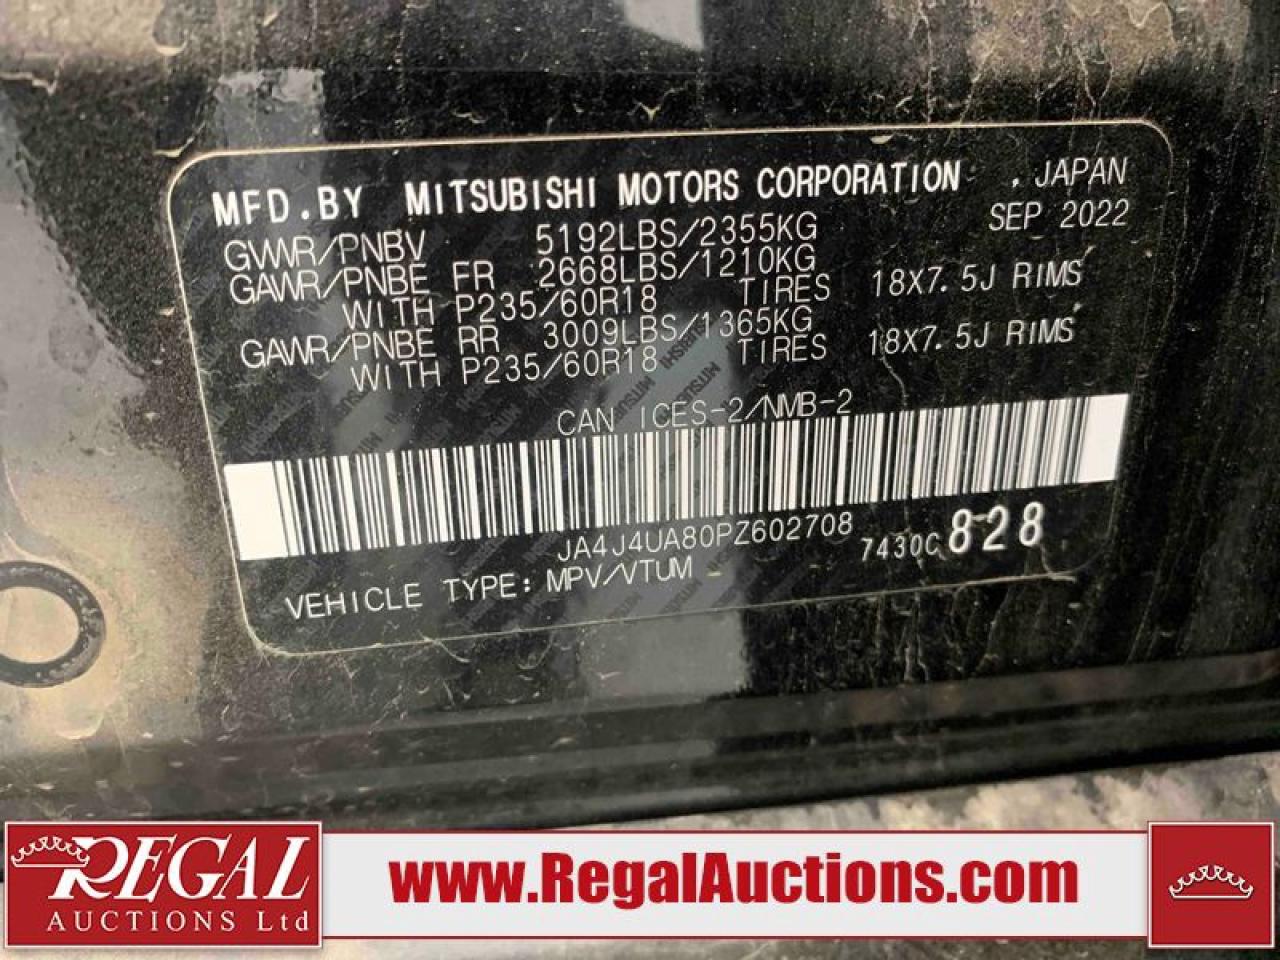 MFD.BY MITSUBISHI MOTORS CORPORATION . JAPAN
GVWR/PNBV 5192LBS/2355KG SEP 2022
GAWR/PNBE FR 2668LBS/1210KG
WITH P235/60R18 TIRES 18X7.5J RIMS
GAWR/PNBE RR 3009LBS/1365KG
WITH P235/60R18 TIRES 18X7.5J RIMS
CAN ICES-2/NMB-2
JA4J4UA80PZ602708 7430C 828
VEHICLE TYPE: MPV/VTUM
REGAL
AUCTIONS Ltd
www.RegalAuctions.com